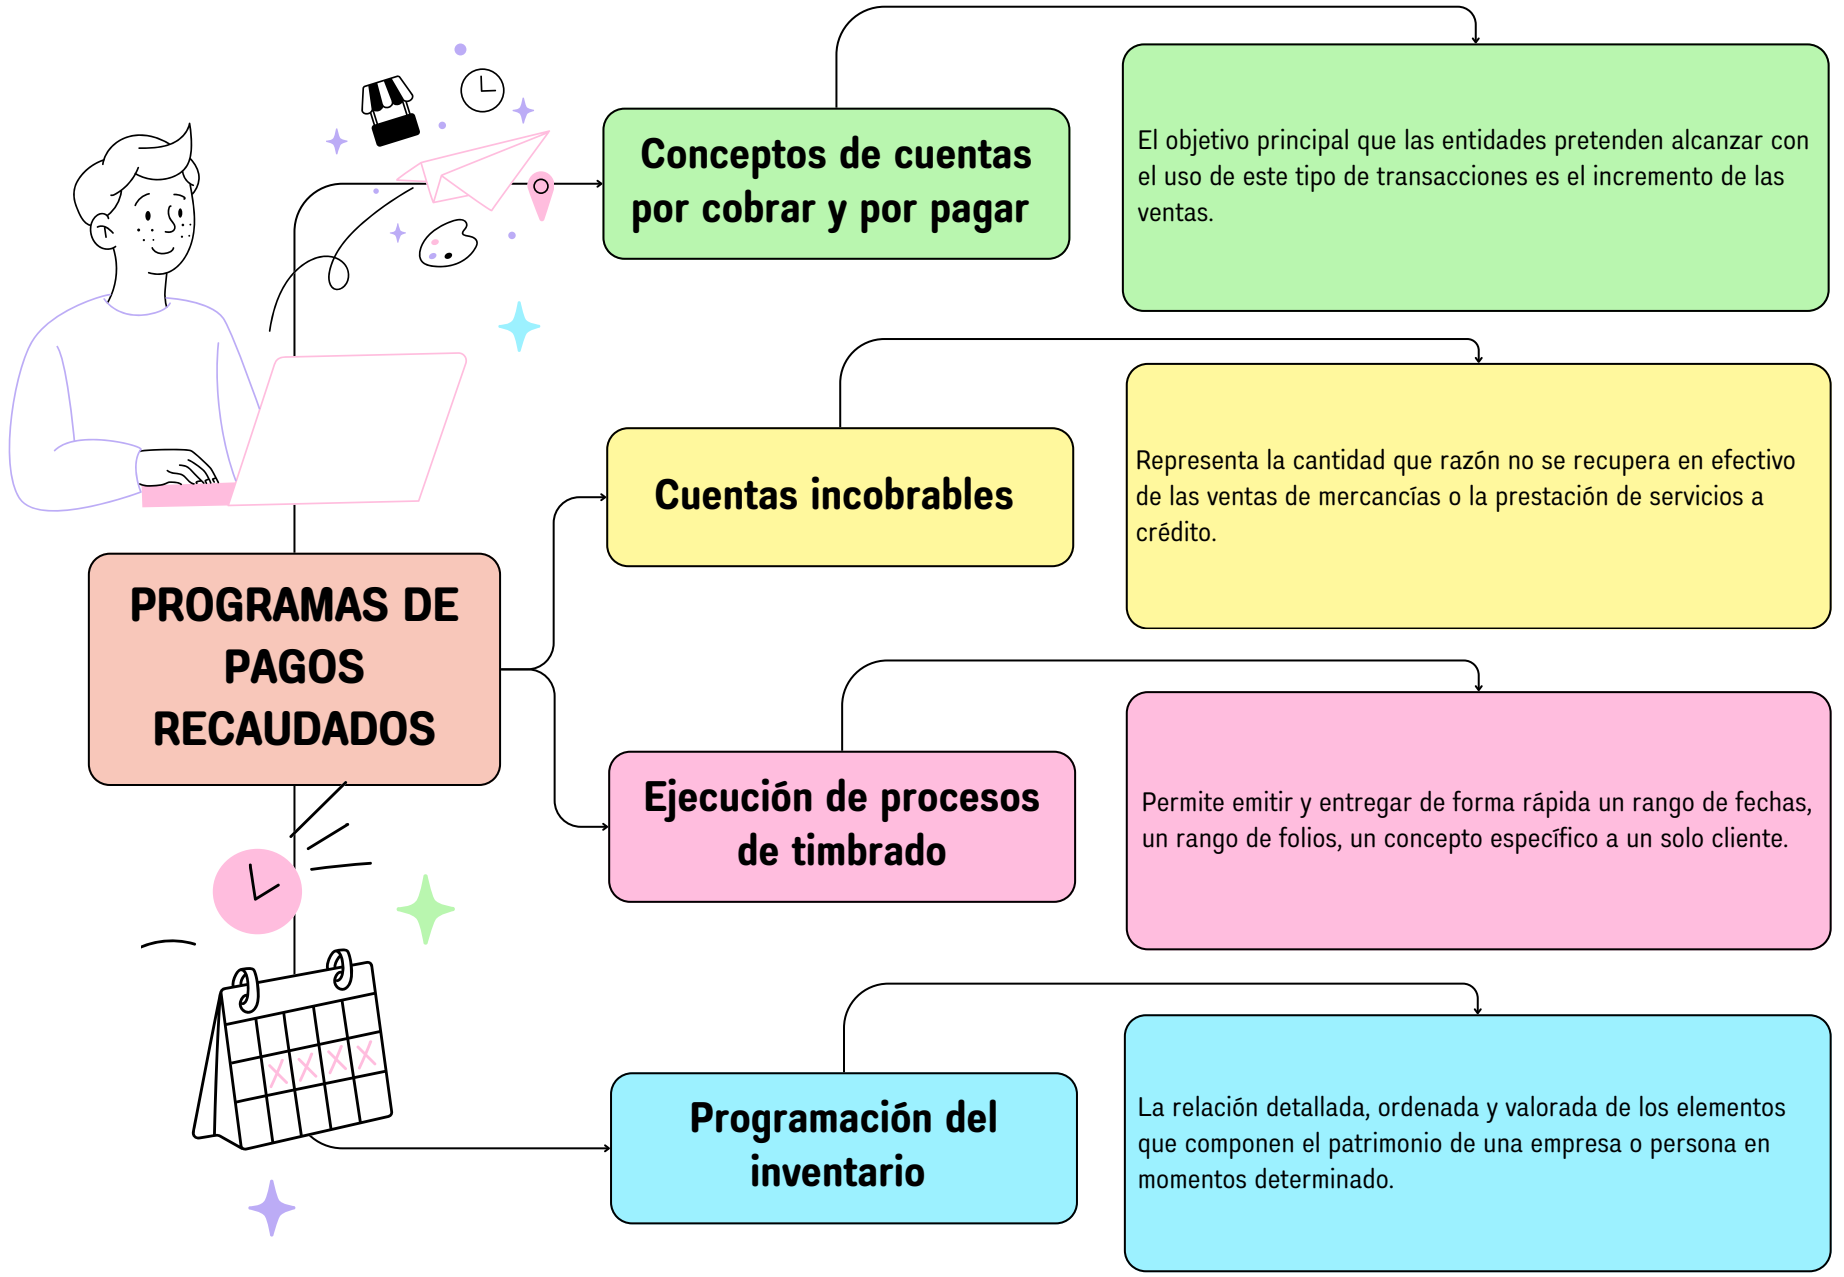 Conceptos de cuentas
por cobrar y por pagar
El objetivo principal que las entidades pretenden alcanzar con
el uso de este tipo de transacciones es el incremento de las
ventas.
Cuentas incobrables
Representa la cantidad que razón no se recupera en efectivo
de las ventas de mercancías o la prestación de servicios a
crédito.
PROGRAMAS DE
PAGOS
RECAUDADOS
Ejecución de procesos
de timbrado
Permite emitir y entregar de forma rápida un rango de fechas,
un rango de folios, un concepto específico a un solo cliente.
Programación del
inventario
La relación detallada, ordenada y valorada de los elementos
que componen el patrimonio de una empresa o persona en
momentos determinado.